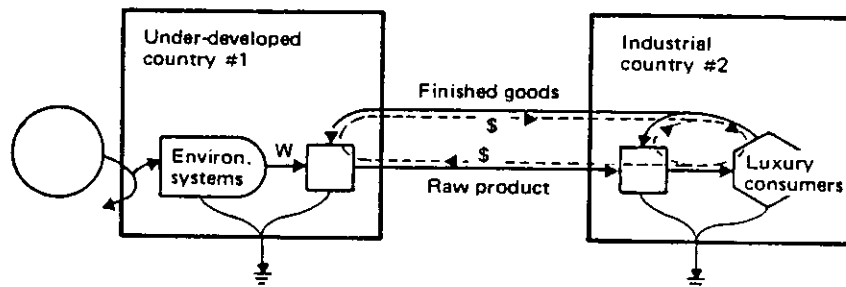 Under-developed
country #1
Industrial
country #2
Finished goods
$
$
Environ.
systems
W
Raw product
Luxury
consumers